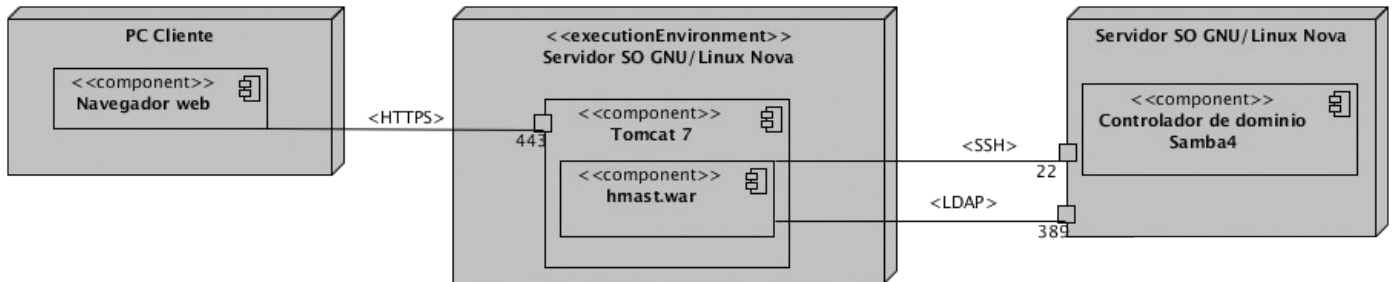 PC Cliente
<<component>>
Navegador web
<HTTPS>
<<executionEnvironment>>
Servidor SO GNU/Linux Nova
443
<<component>>
Tomcat 7
<<component>>
hmast.war
<SSH>
22
<LDAP>
389
Servidor SO GNU/Linux Nova
<<component>>
Controlador de dominio
Samba4